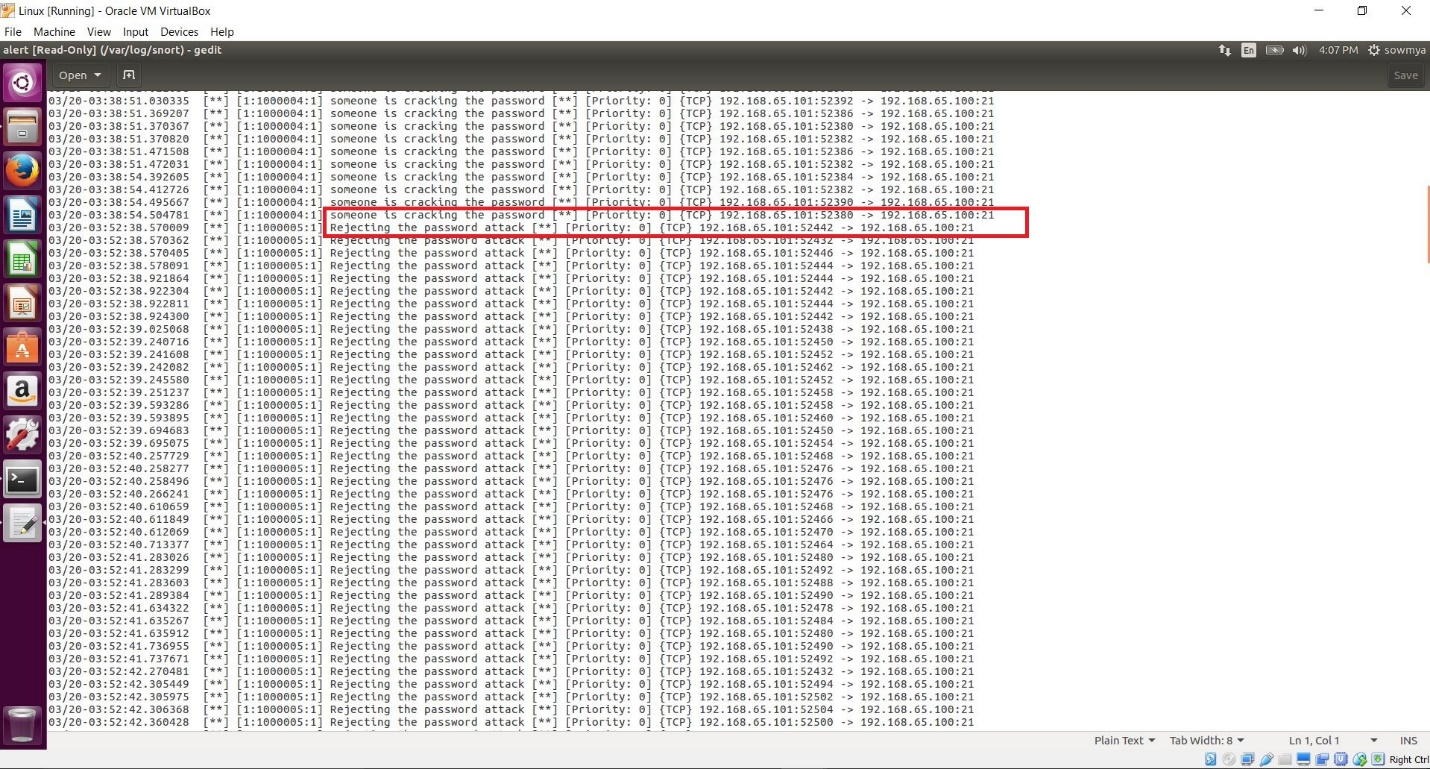 Linux [Running] - Oracle VM VirtualBox
File Machine View Input Devices Help
alert [Read-Only] (/var/log/snort) - gedit
En
4:07 PM
sowmya
Open
Save
03/20-03:38:51.030335 [**] [1:1000004:1] someone is cracking the password [**] [Priority: 0] {TCP} 192.168.65.101:52392 -> 192.168.65.100:21
03/20-03:38:51.369207 [**] [1:1000004:1] someone is cracking the password [**] [Priority: 0] {TCP} 192.168.65.101:52386 -> 192.168.65.100:21
03/20-03:38:51.370367 [**] [1:1000004:1] someone is cracking the password [**] [Priority: 0] {TCP} 192.168.65.101:52380 -> 192.168.65.100:21
03/20-03:38:51.370820 [**] [1:1000004:1] someone is cracking the password [**] [Priority: 0] {TCP} 192.168.65.101:52382 -> 192.168.65.100:21
03/20-03:38:51.471508 [**] [1:1000004:1] someone is cracking the password [**] [Priority: 0] {TCP} 192.168.65.101:52386 -> 192.168.65.100:21
03/20-03:38:51.472031 [**] [1:1000004:1] someone is cracking the password [**] [Priority: 0] {TCP} 192.168.65.101:52382 -> 192.168.65.100:21
03/20-03:38:54.392605 [**] [1:1000004:1] someone is cracking the password [**] [Priority: 0] {TCP} 192.168.65.101:52384 -> 192.168.65.100:21
03/20-03:38:54.412726 [**] [1:1000004:1] someone is cracking the password [**] [Priority: 0] {TCP} 192.168.65.101:52382 -> 192.168.65.100:21
03/20-03:38:54.495667 [**] [1:1000004:1] someone is cracking the password [**] [Priority: 0] {TCP} 192.168.65.101:52390 -> 192.168.65.100:21
03/20-03:38:54.504781 [**] [1:1000004:1] someone is cracking the password [**] [Priority: 0] {TCP} 192.168.65.101:52380 -> 192.168.65.100:21
03/20-03:52:38.570009 [**] [1:1000005:1] Rejecting the password attack [**] [Priority: 0] {TCP} 192.168.65.101:52442 -> 192.168.65.100:21
03/20-03:52:38.570362 [**] [1:1000005:1] Rejecting the password attack [**] [Priority: 0] {TCP} 192.168.65.101:52432 -> 192.168.65.100:21
03/20-03:52:38.570405 [**] [1:1000005:1] Rejecting the password attack [**] [Priority: 0] {TCP} 192.168.65.101:52446 -> 192.168.65.100:21
03/20-03:52:38.578091 [**] [1:1000005:1] Rejecting the password attack [**] [Priority: 0] {TCP} 192.168.65.101:52444 -> 192.168.65.100:21
03/20-03:52:38.921864 [**] [1:1000005:1] Rejecting the password attack [**] [Priority: 0] {TCP} 192.168.65.101:52444 -> 192.168.65.100:21
03/20-03:52:38.922304 [**] [1:1000005:1] Rejecting the password attack [**] [Priority: 0] {TCP} 192.168.65.101:52442 -> 192.168.65.100:21
03/20-03:52:38.922811 [**] [1:1000005:1] Rejecting the password attack [**] [Priority: 0] {TCP} 192.168.65.101:52444 -> 192.168.65.100:21
03/20-03:52:38.924300 [**] [1:1000005:1] Rejecting the password attack [**] [Priority: 0] {TCP} 192.168.65.101:52442 -> 192.168.65.100:21
03/20-03:52:39.025068 [**] [1:1000005:1] Rejecting the password attack [**] [Priority: 0] {TCP} 192.168.65.101:52438 -> 192.168.65.100:21
03/20-03:52:39.240716 [**] [1:1000005:1] Rejecting the password attack [**] [Priority: 0] {TCP} 192.168.65.101:52450 -> 192.168.65.100:21
03/20-03:52:39.241608 [**] [1:1000005:1] Rejecting the password attack [**] [Priority: 0] {TCP} 192.168.65.101:52452 -> 192.168.65.100:21
03/20-03:52:39.242082 [**] [1:1000005:1] Rejecting the password attack [**] [Priority: 0] {TCP} 192.168.65.101:52462 -> 192.168.65.100:21
03/20-03:52:39.245580 [**] [1:1000005:1] Rejecting the password attack [**] [Priority: 0] {TCP} 192.168.65.101:52452 -> 192.168.65.100:21
03/20-03:52:39.251237 [**] [1:1000005:1] Rejecting the password attack [**] [Priority: 0] {TCP} 192.168.65.101:52458 -> 192.168.65.100:21
03/20-03:52:39.593286 [**] [1:1000005:1] Rejecting the password attack [**] [Priority: 0] {TCP} 192.168.65.101:52458 -> 192.168.65.100:21
03/20-03:52:39.593895 [**] [1:1000005:1] Rejecting the password attack [**] [Priority: 0] {TCP} 192.168.65.101:52460 -> 192.168.65.100:21
03/20-03:52:39.694683 [**] [1:1000005:1] Rejecting the password attack [**] [Priority: 0] {TCP} 192.168.65.101:52450 -> 192.168.65.100:21
03/20-03:52:39.695075 [**] [1:1000005:1] Rejecting the password attack [**] [Priority: 0] {TCP} 192.168.65.101:52454 -> 192.168.65.100:21
03/20-03:52:40.257729 [**] [1:1000005:1] Rejecting the password attack [**] [Priority: 0] {TCP} 192.168.65.101:52468 -> 192.168.65.100:21
03/20-03:52:40.258277 [**] [1:1000005:1] Rejecting the password attack [**] [Priority: 0] {TCP} 192.168.65.101:52476 -> 192.168.65.100:21
03/20-03:52:40.258496 [**] [1:1000005:1] Rejecting the password attack [**] [Priority: 0] {TCP} 192.168.65.101:52476 -> 192.168.65.100:21
03/20-03:52:40.266241 [**] [1:1000005:1] Rejecting the password attack [**] [Priority: 0] {TCP} 192.168.65.101:52476 -> 192.168.65.100:21
03/20-03:52:40.610659 [**] [1:1000005:1] Rejecting the password attack [**] [Priority: 0] {TCP} 192.168.65.101:52468 -> 192.168.65.100:21
03/20-03:52:40.611849 [**] [1:1000005:1] Rejecting the password attack [**] [Priority: 0] {TCP} 192.168.65.101:52466 -> 192.168.65.100:21
03/20-03:52:40.612069 [**] [1:1000005:1] Rejecting the password attack [**] [Priority: 0] {TCP} 192.168.65.101:52470 -> 192.168.65.100:21
03/20-03:52:40.713377 [**] [1:1000005:1] Rejecting the password attack [**] [Priority: 0] {TCP} 192.168.65.101:52464 -> 192.168.65.100:21
03/20-03:52:41.283026 [**] [1:1000005:1] Rejecting the password attack [**] [Priority: 0] {TCP} 192.168.65.101:52480 -> 192.168.65.100:21
03/20-03:52:41.283299 [**] [1:1000005:1] Rejecting the password attack [**] [Priority: 0] {TCP} 192.168.65.101:52492 -> 192.168.65.100:21
03/20-03:52:41.283603 [**] [1:1000005:1] Rejecting the password attack [**] [Priority: 0] {TCP} 192.168.65.101:52488 -> 192.168.65.100:21
03/20-03:52:41.289384 [**] [1:1000005:1] Rejecting the password attack [**] [Priority: 0] {TCP} 192.168.65.101:52490 -> 192.168.65.100:21
03/20-03:52:41.634322 [**] [1:1000005:1] Rejecting the password attack [**] [Priority: 0] {TCP} 192.168.65.101:52478 -> 192.168.65.100:21
03/20-03:52:41.635267 [**] [1:1000005:1] Rejecting the password attack [**] [Priority: 0] {TCP} 192.168.65.101:52484 -> 192.168.65.100:21
03/20-03:52:41.635912 [**] [1:1000005:1] Rejecting the password attack [**] [Priority: 0] {TCP} 192.168.65.101:52480 -> 192.168.65.100:21
03/20-03:52:41.736955 [**] [1:1000005:1] Rejecting the password attack [**] [Priority: 0] {TCP} 192.168.65.101:52490 -> 192.168.65.100:21
03/20-03:52:41.737671 [**] [1:1000005:1] Rejecting the password attack [**] [Priority: 0] {TCP} 192.168.65.101:52492 -> 192.168.65.100:21
03/20-03:52:42.270481 [**] [1:1000005:1] Rejecting the password attack [**] [Priority: 0] {TCP} 192.168.65.101:52432 -> 192.168.65.100:21
03/20-03:52:42.305449 [**] [1:1000005:1] Rejecting the password attack [**] [Priority: 0] {TCP} 192.168.65.101:52494 -> 192.168.65.100:21
03/20-03:52:42.305975 [**] [1:1000005:1] Rejecting the password attack [**] [Priority: 0] {TCP} 192.168.65.101:52502 -> 192.168.65.100:21
03/20-03:52:42.306368 [**] [1:1000005:1] Rejecting the password attack [**] [Priority: 0] {TCP} 192.168.65.101:52504 -> 192.168.65.100:21
03/20-03:52:42.360428 [**] [1:1000005:1] Rejecting the password attack [**] [Priority: 0] {TCP} 192.168.65.101:52500 -> 192.168.65.100:21
Plain Text Tab Width: 8 Ln 1, Col 1 INS
Right Ctrl